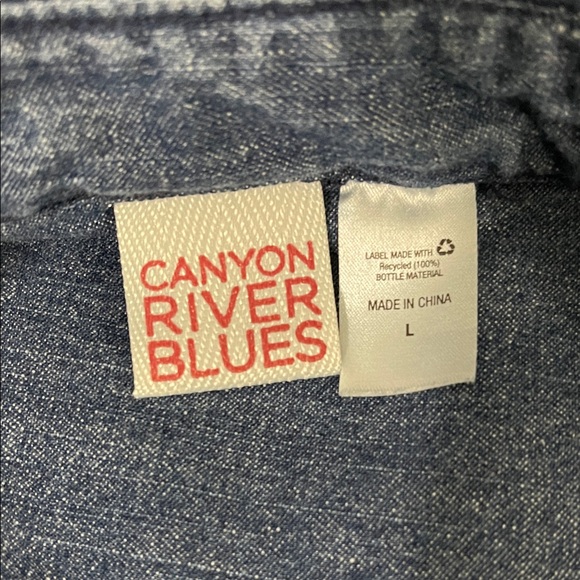 CANYON
RIVER
BLUES
LABEL MADE WITH
Recycled (100%)
BOTTLE MATERIAL
MADE IN CHINA
L